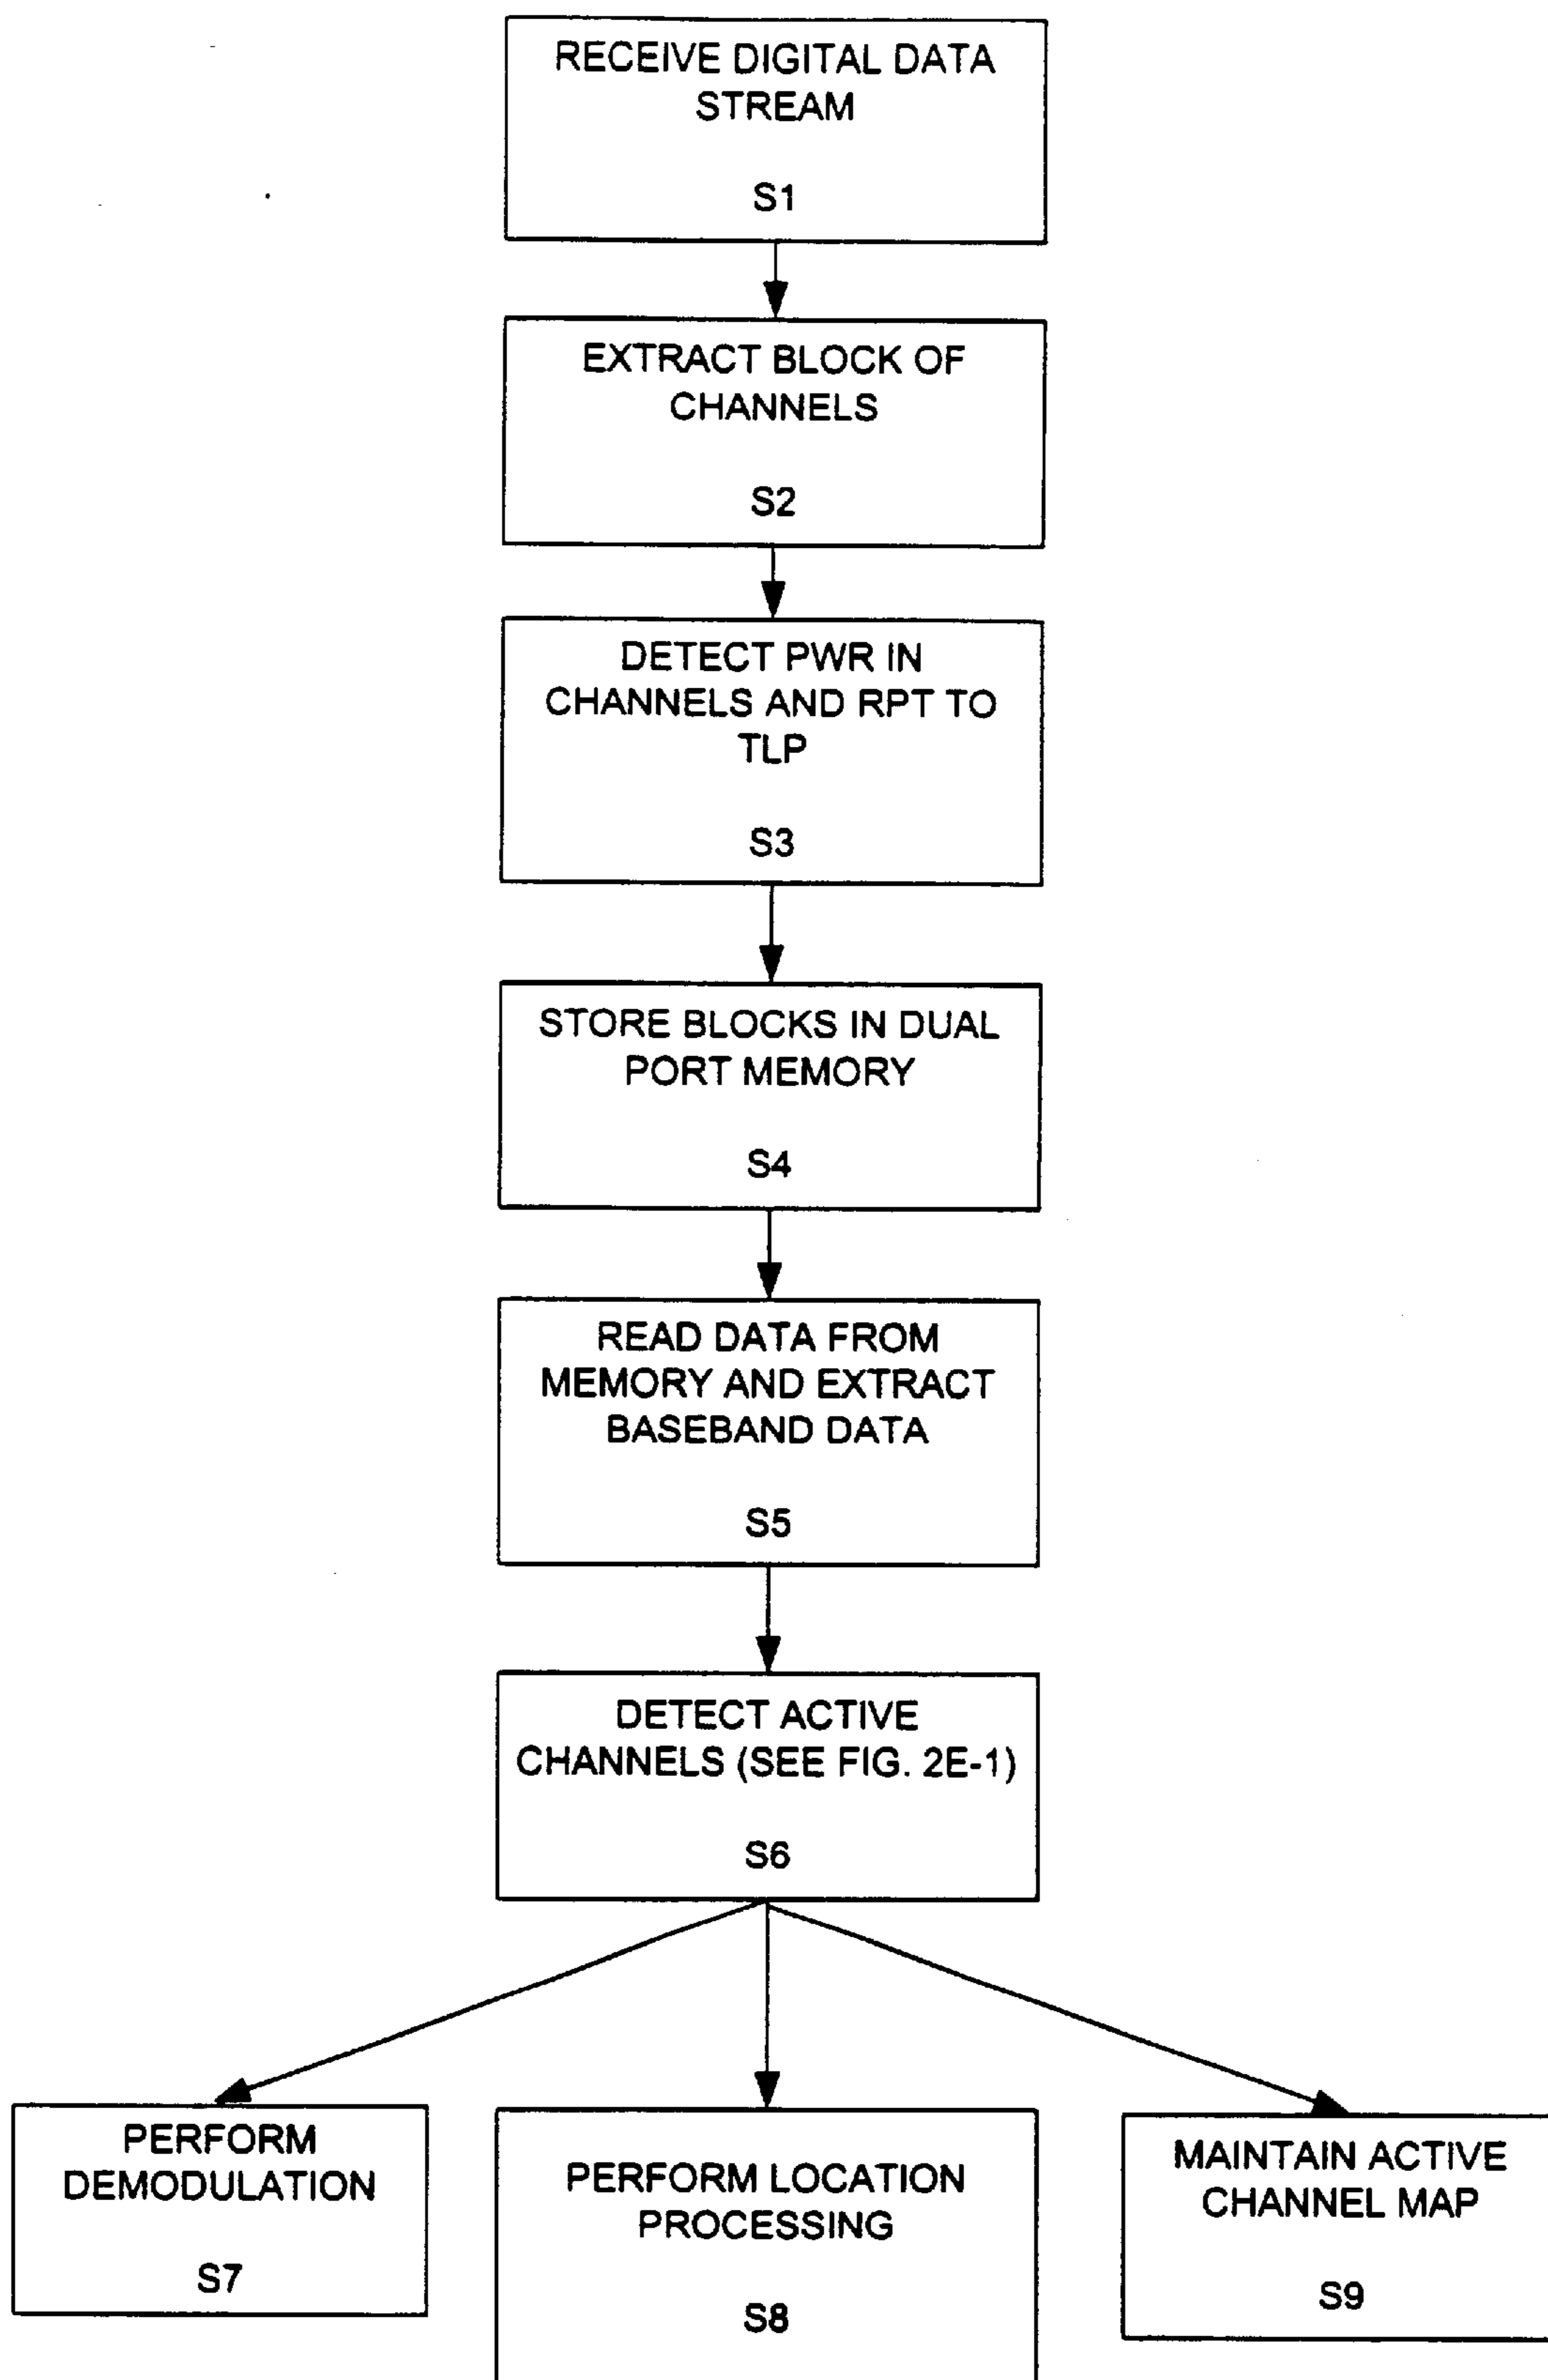 RECEIVE DIGITAL DATA
STREAM
S1
EXTRACT BLOCK OF
CHANNELS
S2
DETECT PWR IN
CHANNELS AND RPT TO
TLP
S3
STORE BLOCKS IN DUAL
PORT MEMORY
S4
READ DATA FROM
MEMORY AND EXTRACT
BASEBAND DATA
S5
DETECT ACTIVE
CHANNELS (SEE FIG. 2E-1)
S6
PERFORM
DEMODULATION
S7
PERFORM LOCATION
PROCESSING
S8
MAINTAIN ACTIVE
CHANNEL MAP
S9